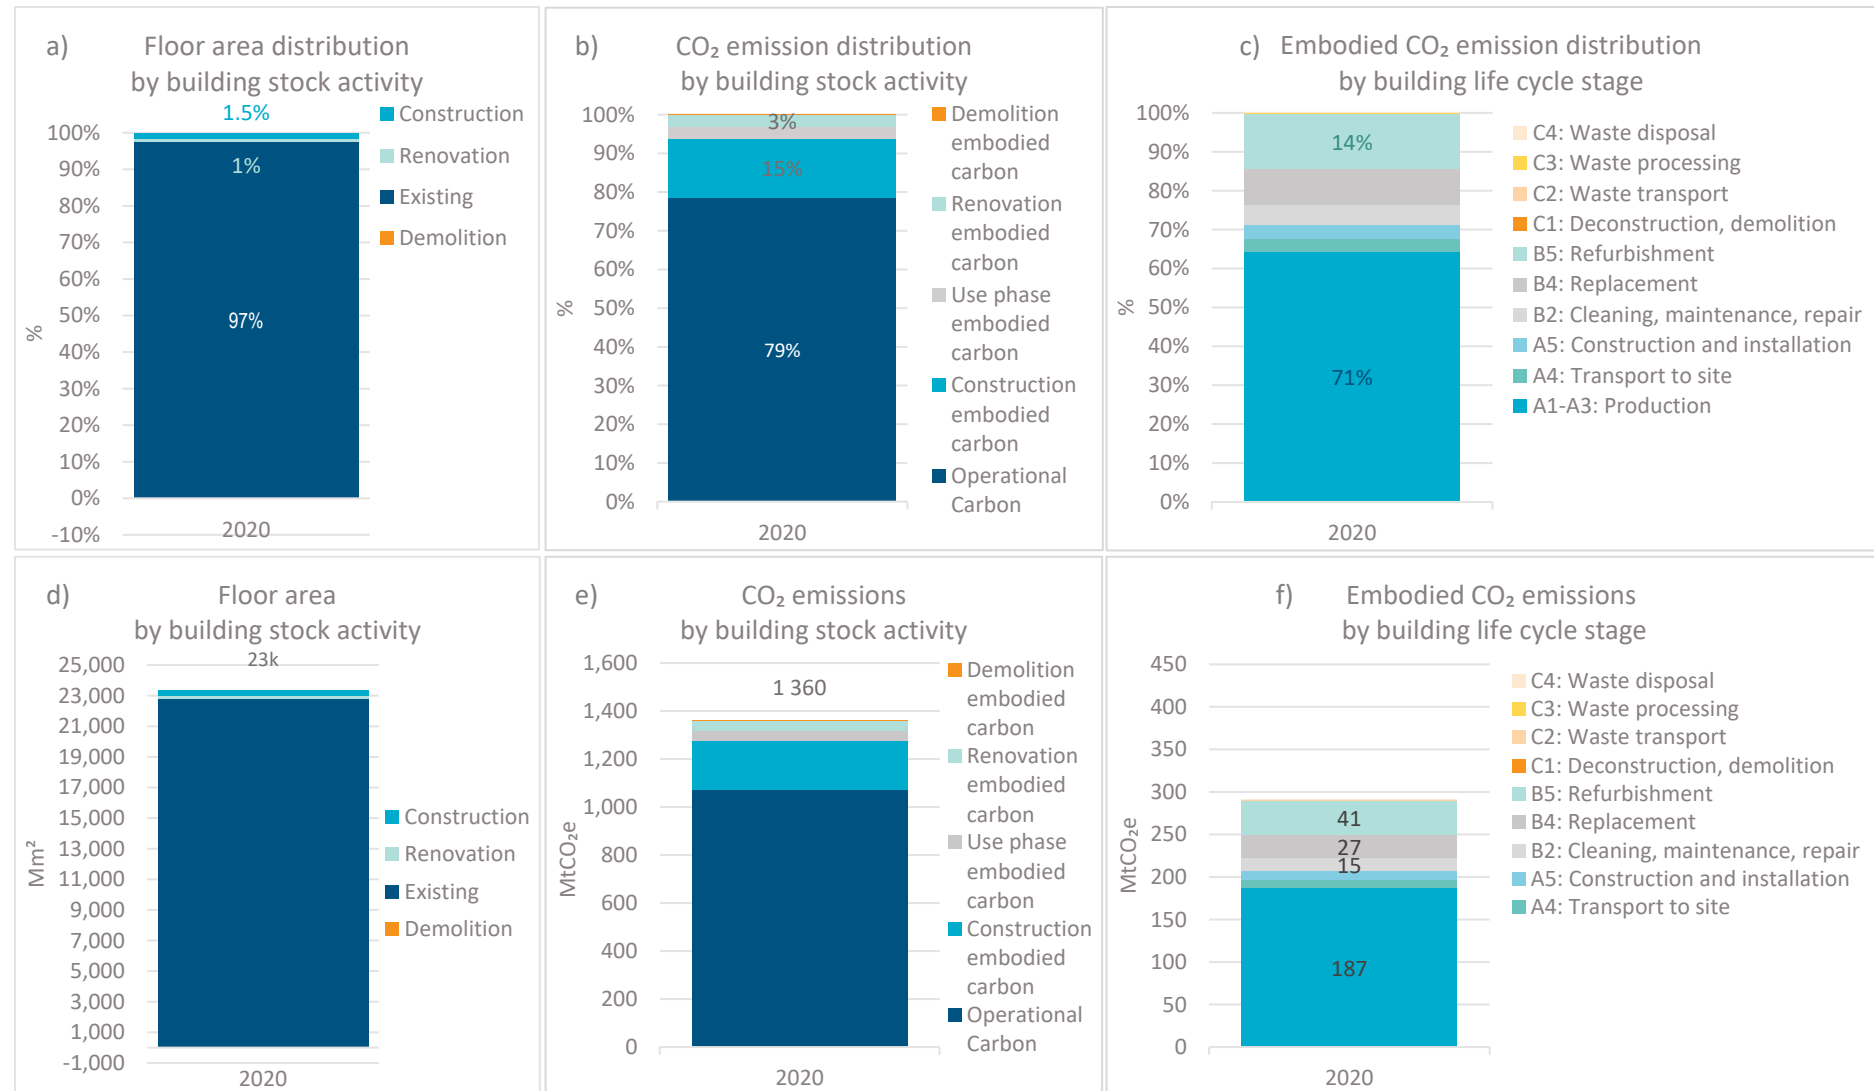 a)
Floor area distribution
by building stock activity
1.5%
100%
90%
80%
70%
60%
50%
40%
30%
20%
10%
0%
-10%
%
1%
97%
2020
Construction
Renovation
Existing
Demolition
b)
CO₂ emission distribution
by building stock activity
100%
90%
80%
70%
60%
50%
40%
30%
20%
10%
0%
%
3%
15%
79%
2020
Demolition
embodied
carbon
Renovation
embodied
carbon
Use phase
embodied
carbon
Construction
embodied
carbon
Operational
Carbon
c)
Embodied CO₂ emission distribution
by building life cycle stage
100%
90%
80%
70%
60%
50%
40%
30%
20%
10%
0%
%
14%
71%
2020
C4: Waste disposal
C3: Waste processing
C2: Waste transport
C1: Deconstruction, demolition
B5: Refurbishment
B4: Replacement
B2: Cleaning, maintenance, repair
A5: Construction and installation
A4: Transport to site
A1-A3: Production
d)
Floor area
by building stock activity
23k
25,000
23,000
21,000
19,000
17,000
15,000
13,000
11,000
9,000
7,000
5,000
3,000
1,000
-1,000
Mm²
2020
Construction
Renovation
Existing
Demolition
e)
CO₂ emissions
by building stock activity
1,600
1,400
1,200
1,000
800
600
400
200
0
MtCO₂e
1 360
2020
Demolition
embodied
carbon
Renovation
embodied
carbon
Use phase
embodied
carbon
Construction
embodied
carbon
Operational
Carbon
f)
Embodied CO₂ emissions
by building life cycle stage
450
400
350
300
250
200
150
100
50
0
MtCO₂e
41
27
15
187
2020
C4: Waste disposal
C3: Waste processing
C2: Waste transport
C1: Deconstruction, demolition
B5: Refurbishment
B4: Replacement
B2: Cleaning, maintenance, repair
A5: Construction and installation
A4: Transport to site